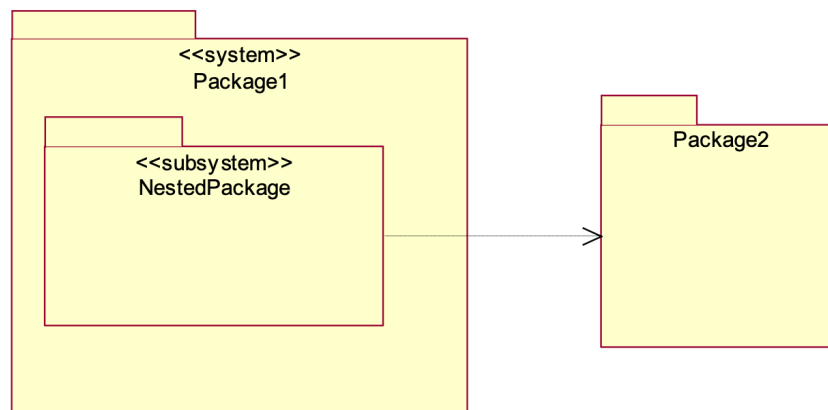 <<system>>
Package1
<<subsystem>>
NestedPackage
Package2